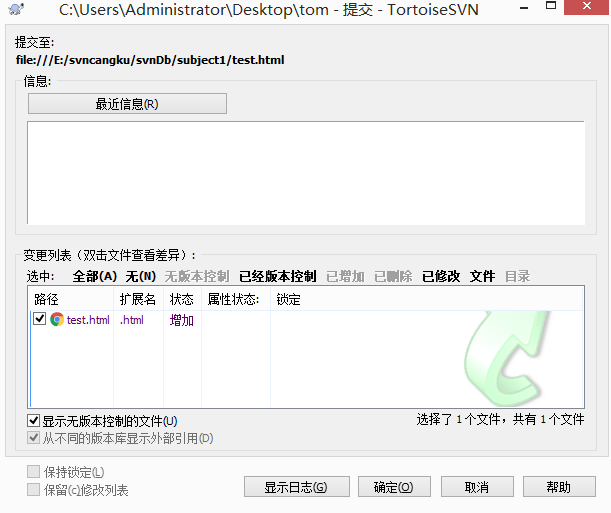 C:\Users\Administrator\Desktop\tom - 提交 - TortoiseSVN
提交至:
file:///E:/svncangku/svnDb/subject1/test.html
信息:
最近信息(R)
变更列表（双击文件查看差异）:
选中: 全部(A) 无(N) 无版本控制 已经版本控制 已增加 已删除 已修改 文件 目录
路径 扩展名 状态 属性状态: 锁定
test.html .html 增加
显示无版本控制的文件(U)
选择了 1 个文件，共有 1 个文件
从不同的版本库显示外部引用(D)
保持锁定(L)
保留(c)修改列表
显示日志(G) 确定(O) 取消 帮助